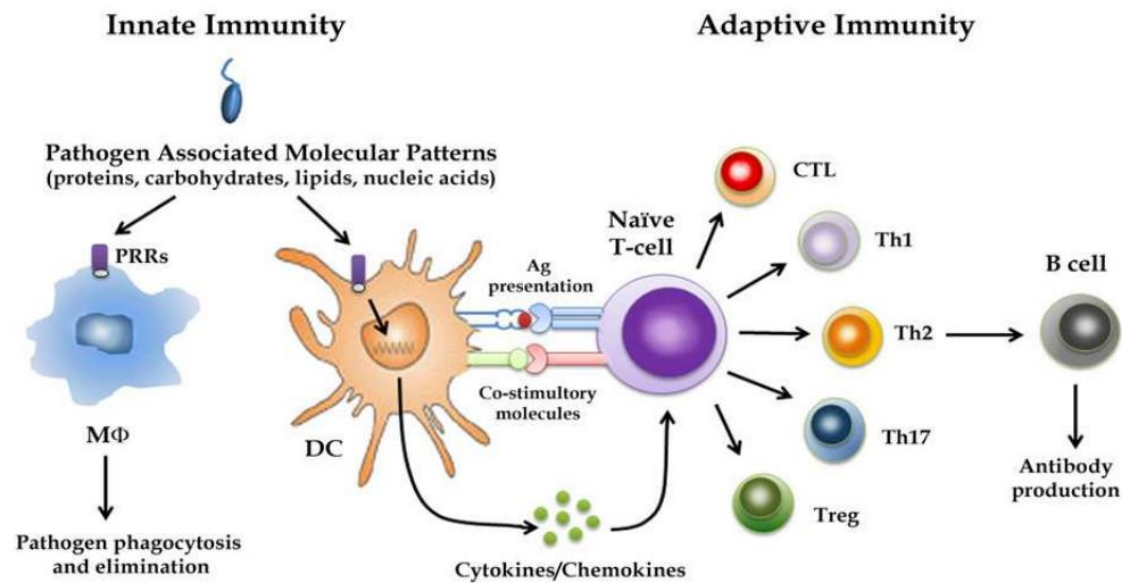 Innate Immunity
Adaptive Immunity
Pathogen Associated Molecular Patterns
(proteins, carbohydrates, lipids, nucleic acids)
PRRs
MΦ
Pathogen phagocytosis
and elimination
DC
Ag
presentation
Co-stimultory
molecules
Cytokines/Chemokines
Naïve
T-cell
CTL
Th1
Th2
Th17
Treg
B cell
Antibody
production